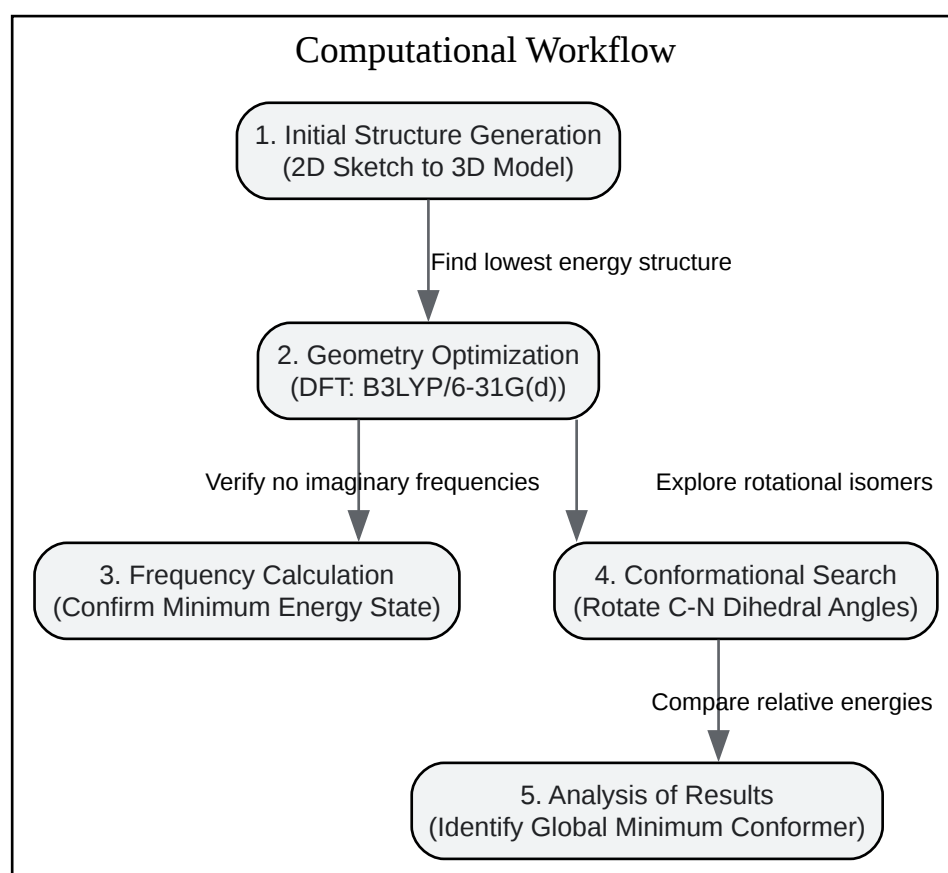 Computational Workflow
1. Initial Structure Generation
(2D Sketch to 3D Model)
Find lowest energy structure
2. Geometry Optimization
(DFT: B3LYP/6-31G(d))
Verify no imaginary frequencies
Explore rotational isomers
3. Frequency Calculation
(Confirm Minimum Energy State)
4. Conformational Search
(Rotate C-N Dihedral Angles)
Compare relative energies
5. Analysis of Results
(Identify Global Minimum Conformer)